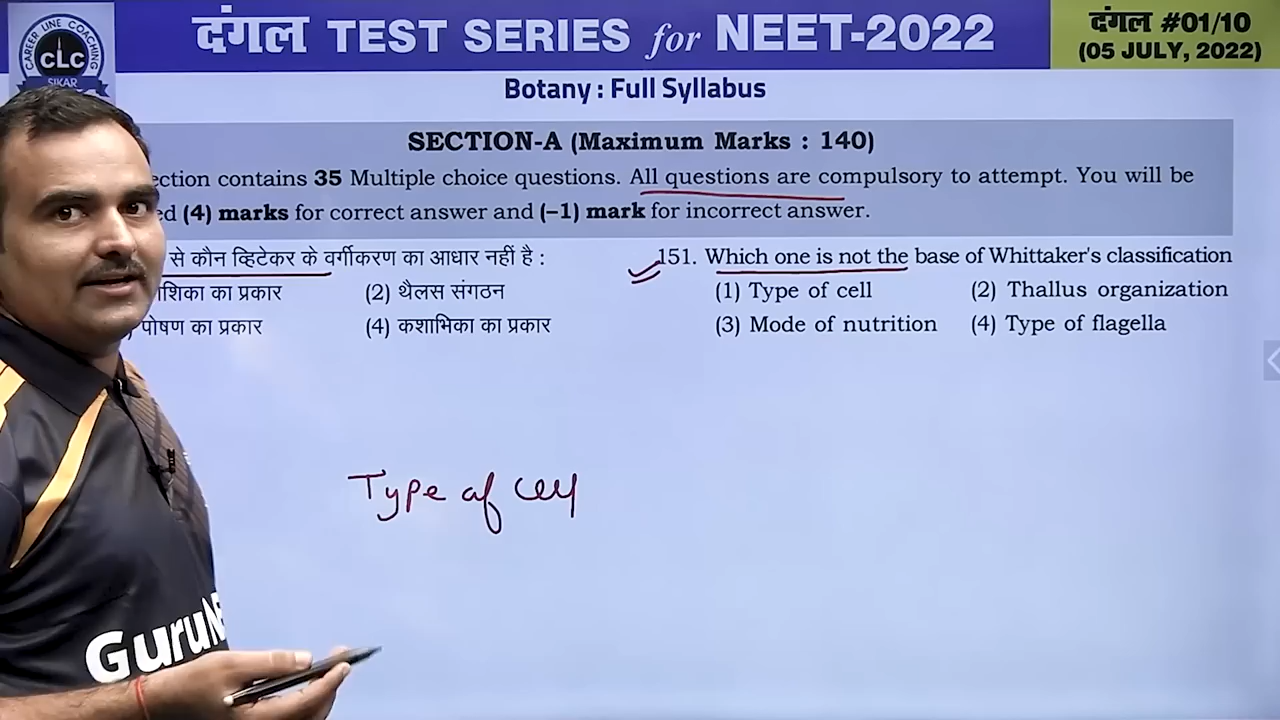 CAREER LINE COACHING
CLC
SIKAR
दंगल TEST SERIES for NEET-2022
दंगल #01/10
(05 JULY, 2022)
Botany : Full Syllabus
SECTION-A (Maximum Marks : 140)
contains 35 Multiple choice questions. All questions are compulsory to attempt. You will be
(4) marks for correct answer and (–1) mark for incorrect answer.
से कौन व्हिटेकर के वर्गीकरण का आधार नहीं है :
का प्रकार (2) थैलस संगठन
पोषण का प्रकार (4) कशाभिका का प्रकार
151. Which one is not the base of Whittaker's classification
(1) Type of cell (2) Thallus organization
(3) Mode of nutrition (4) Type of flagella
Type of cell